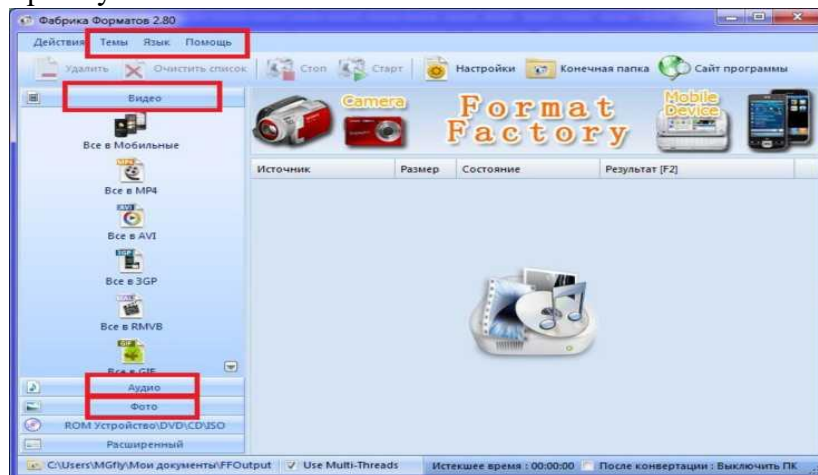 Фабрика Форматов 2.80
Действия Темы Язык Помощь
Удалить Очистить список Стоп Старт Настройки Конечная папка Сайт программы
Видео
Camera Format Factory Mobile Device
Все в Мобильные
Источник Размер Состояние Результат [F2]
MP4
Все в MP4
AVI
Все в AVI
3GP
Все в 3GP
Все в RMVB
Все в GIF
Аудио
Фото
ROM Устройство\DVD\CD\ISO
Расширенный
C:\Users\MGfly\Мои документы\FFOutput Use Multi-Threads Истекшее время : 00:00:00 После конвертации : Выключить ПК